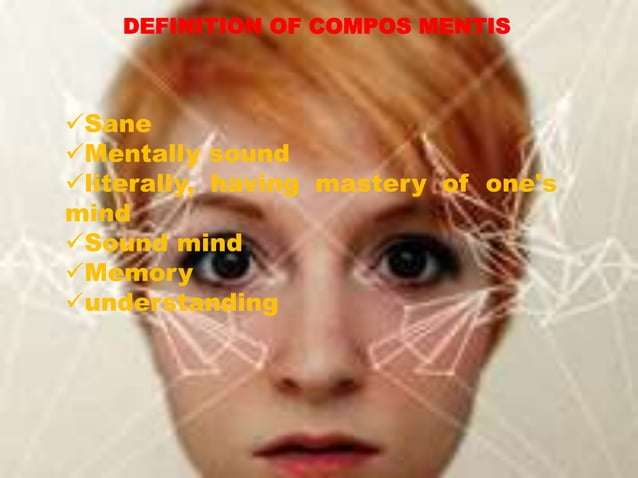 DEFINITION OF COMPOS MENTIS
✓Sane
✓Mentally sound
✓literally, having mastery of one's
mind
✓Sound mind
✓Memory
✓understanding